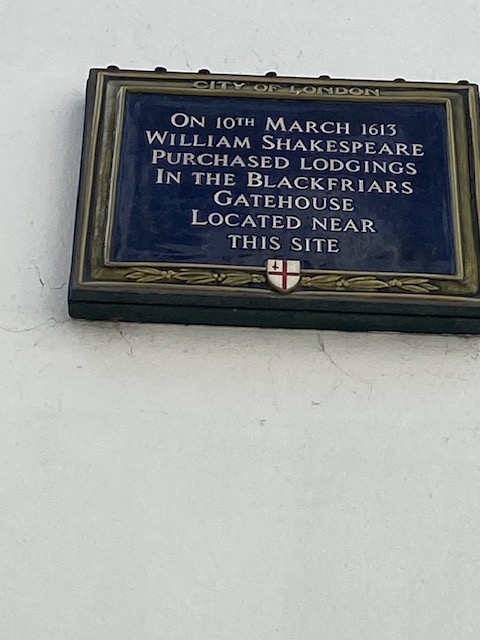 CITY OF LONDON
ON 10TH MARCH 1613
WILLIAM SHAKESPEARE
PURCHASED LODGINGS
IN THE BLACKFRIARS
GATEHOUSE
LOCATED NEAR
THIS SITE